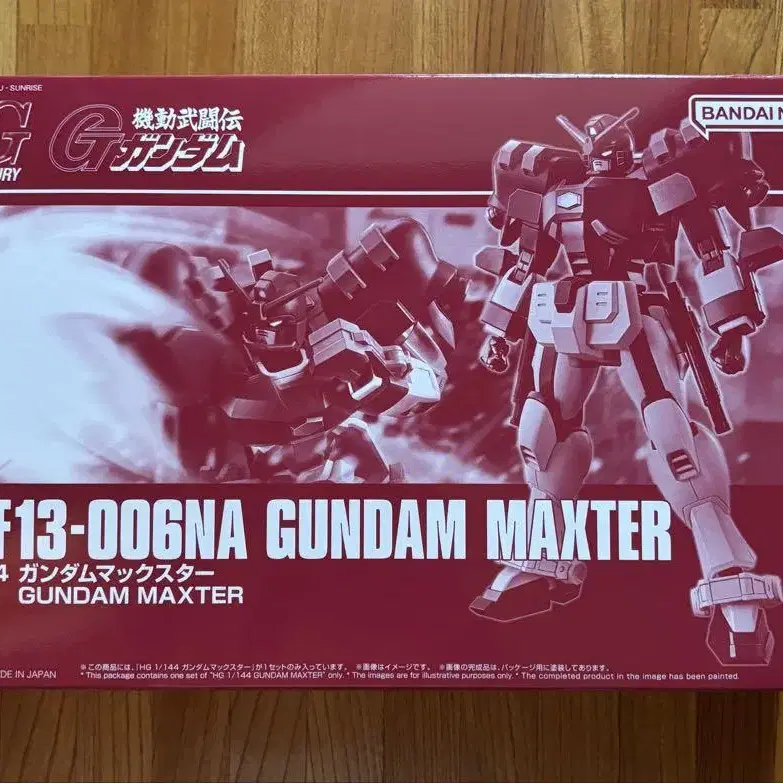 U・SUNRISE
G
URY
機動武闘伝
Gガンダム
BANDAI N
F13-006NA GUNDAM MAXTER
4 ガンダムマックスター
GUNDAM MAXTER
DE IN JAPAN
※この商品には、「HG 1/144 ガンダムマックスター」が1セットのみ入っています。 ※画像はイメージです。 ※画像の完成品は、パッケージ用に塗装してあります。
* This package contains one set of "HG 1/144 GUNDAM MAXTER" only. * The images are for illustrative purposes only. * The completed product in the image has been painted.